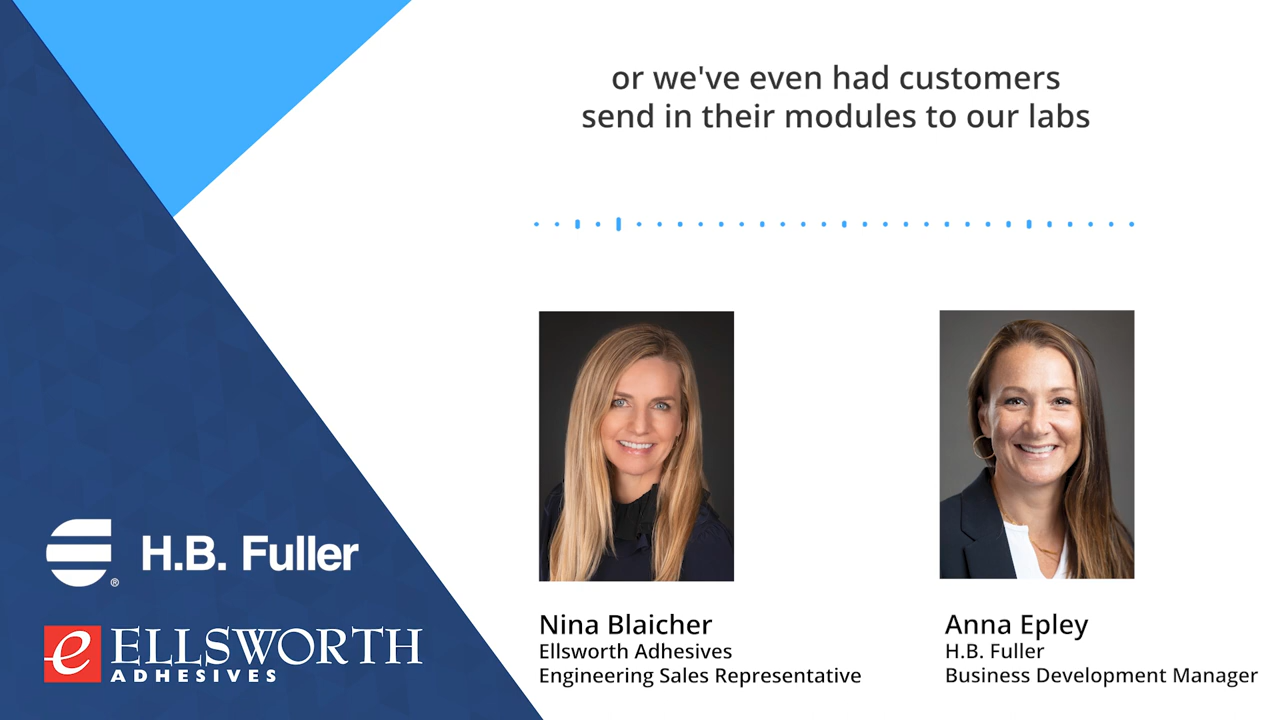 or we've even had customers
send in their modules to our labs
H.B. Fuller
®
e ELLSWORTH
ADHESIVES
Nina Blaicher
Ellsworth Adhesives
Engineering Sales Representative
Anna Epley
H.B. Fuller
Business Development Manager